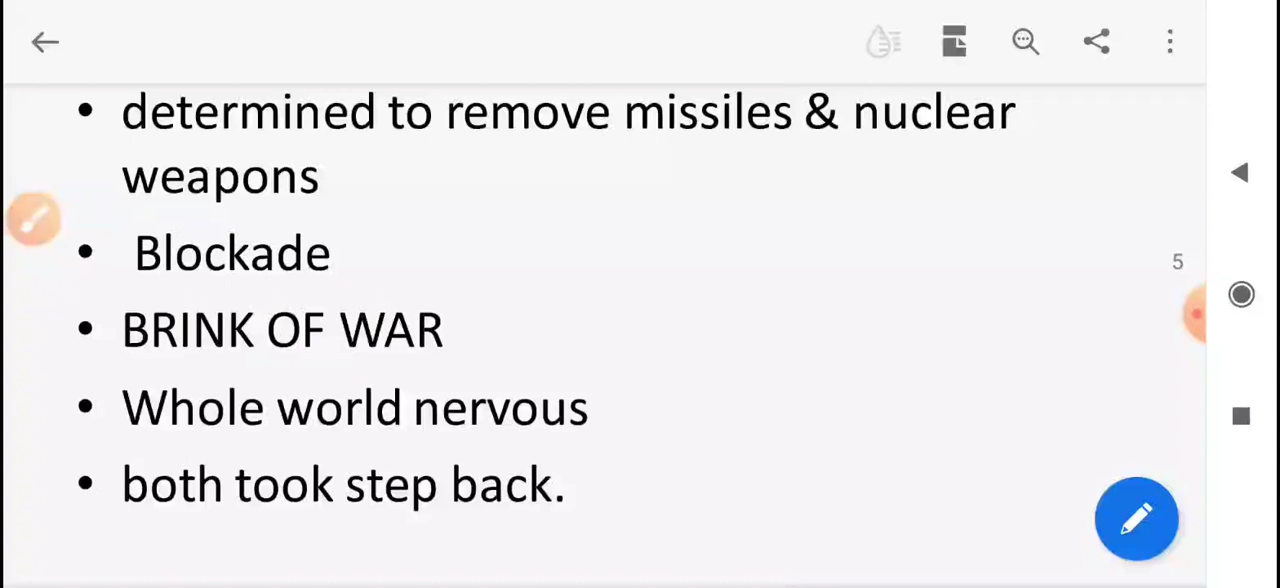 • determined to remove missiles & nuclear
weapons
• Blockade
5
• BRINK OF WAR
• Whole world nervous
• both took step back.